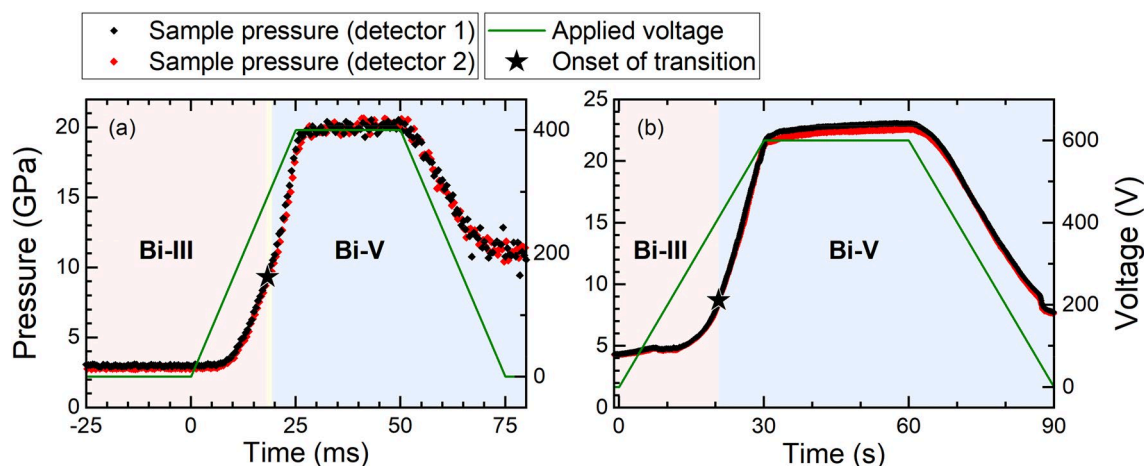 Sample pressure (detector 1)
Sample pressure (detector 2)
Applied voltage
Onset of transition
(a)
Bi-III
Bi-V
Pressure (GPa)
20
15
10
5
0
400
200
0
-25
0
25
50
75
Time (ms)
(b)
Bi-III
Bi-V
25
20
15
10
5
0
600
400
200
0
Voltage (V)
0
30
60
90
Time (s)